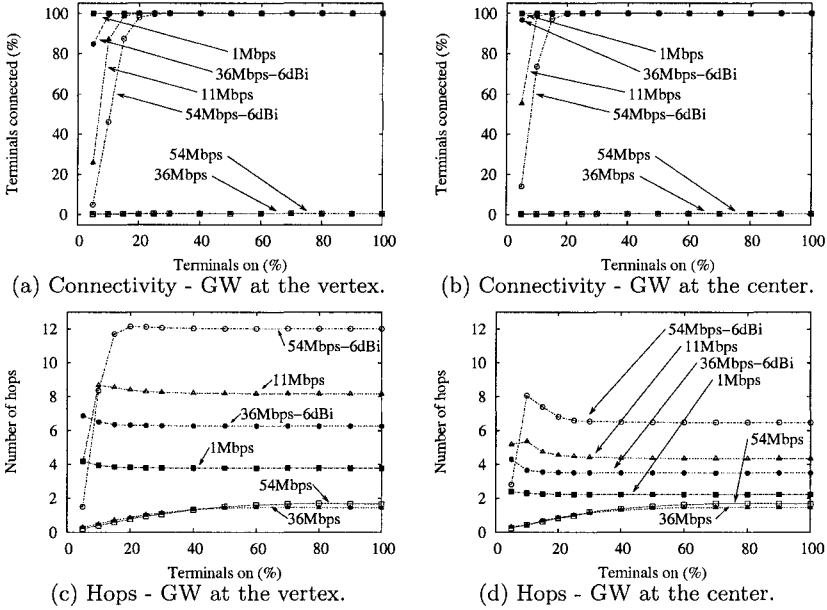 Terminals connected (%)
100
80
60
40
20
0
1Mbps
36Mbps−6dBi
11Mbps
54Mbps−6dBi
54Mbps
36Mbps
0 20 40 60 80 100
Terminals on (%)
(a) Connectivity - GW at the vertex.
Terminals connected (%)
100
80
60
40
20
0
1Mbps
36Mbps−6dBi
11Mbps
54Mbps−6dBi
54Mbps
36Mbps
0 20 40 60 80 100
Terminals on (%)
(b) Connectivity - GW at the center.
Number of hops
12
10
8
6
4
2
0
54Mbps−6dBi
11Mbps
36Mbps−6dBi
1Mbps
54Mbps
36Mbps
0 20 40 60 80 100
Terminals on (%)
(c) Hops - GW at the vertex.
Number of hops
12
10
8
6
4
2
0
54Mbps−6dBi
11Mbps
36Mbps−6dBi
1Mbps
54Mbps
36Mbps
0 20 40 60 80 100
Terminals on (%)
(d) Hops - GW at the center.